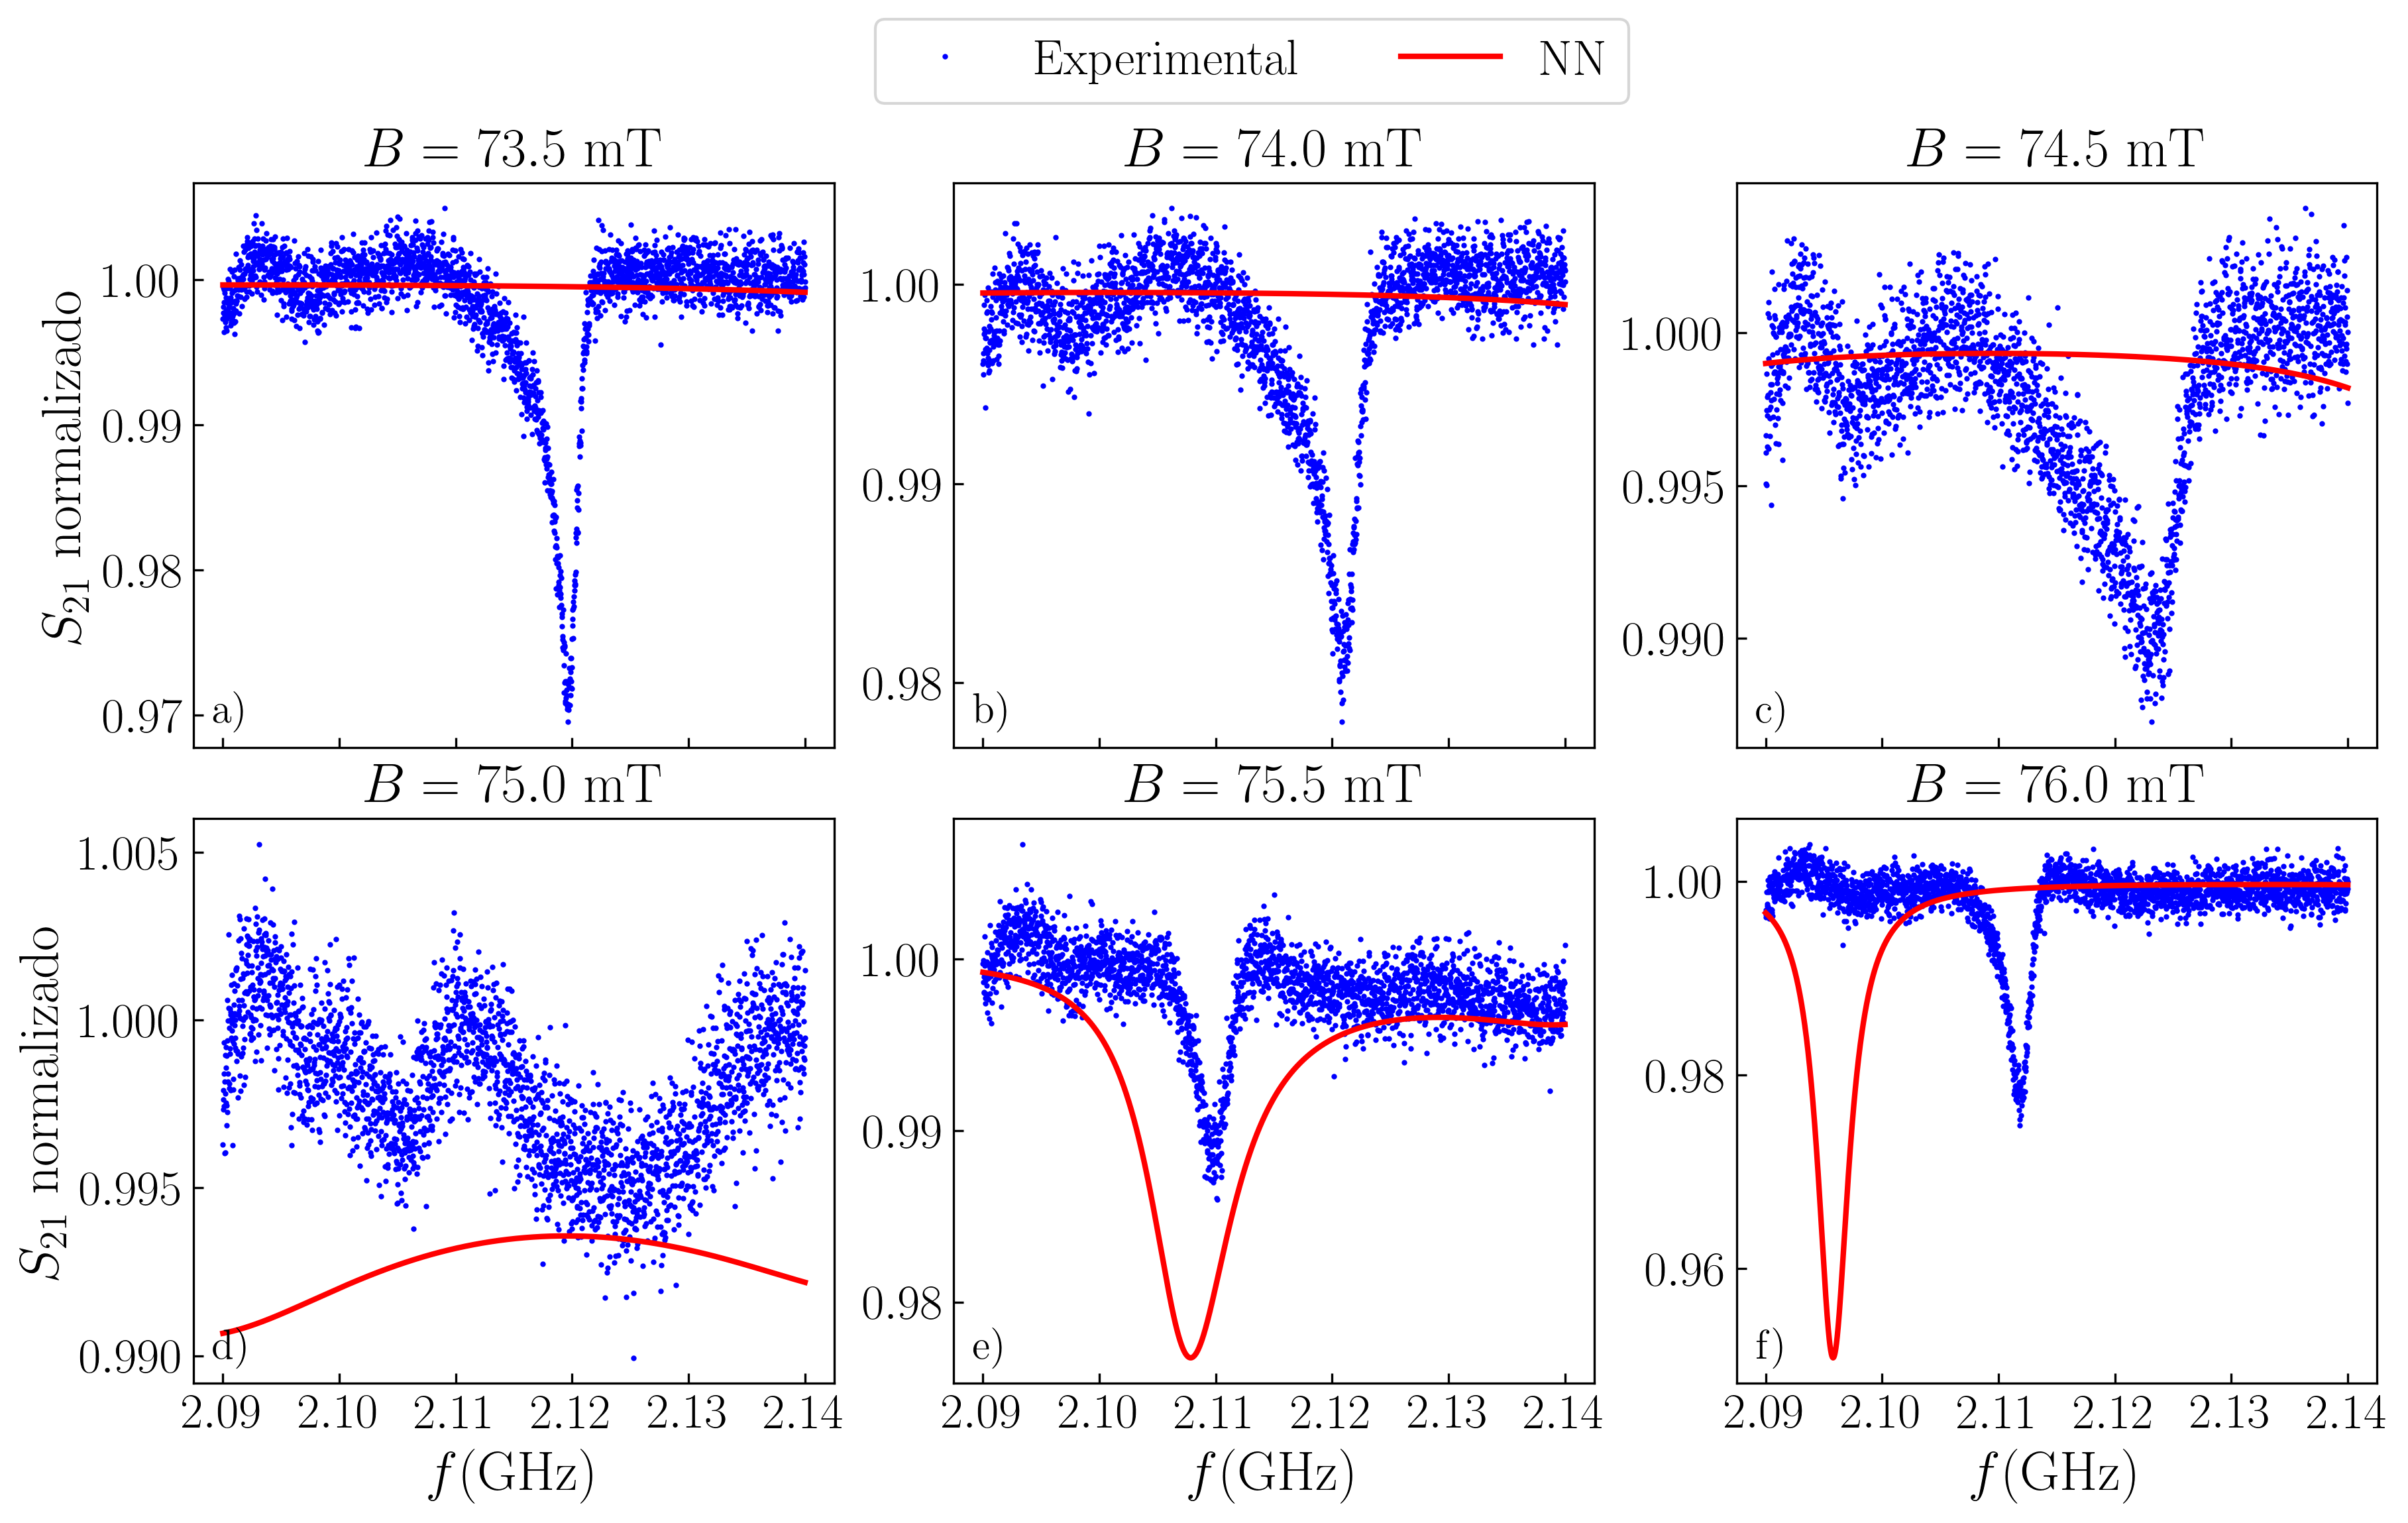 Experimental NN
B = 73.5 mT
B = 74.0 mT
B = 74.5 mT
S21 normalizado
1.00
0.99
0.98
0.97
a)
1.00
0.99
0.98
b)
1.000
0.995
0.990
c)
B = 75.0 mT
B = 75.5 mT
B = 76.0 mT
S21 normalizado
1.005
1.000
0.995
0.990
d)
1.00
0.99
0.98
e)
1.00
0.98
0.96
f)
2.09 2.10 2.11 2.12 2.13 2.14
2.09 2.10 2.11 2.12 2.13 2.14
2.09 2.10 2.11 2.12 2.13 2.14
f(GHz)
f(GHz)
f(GHz)